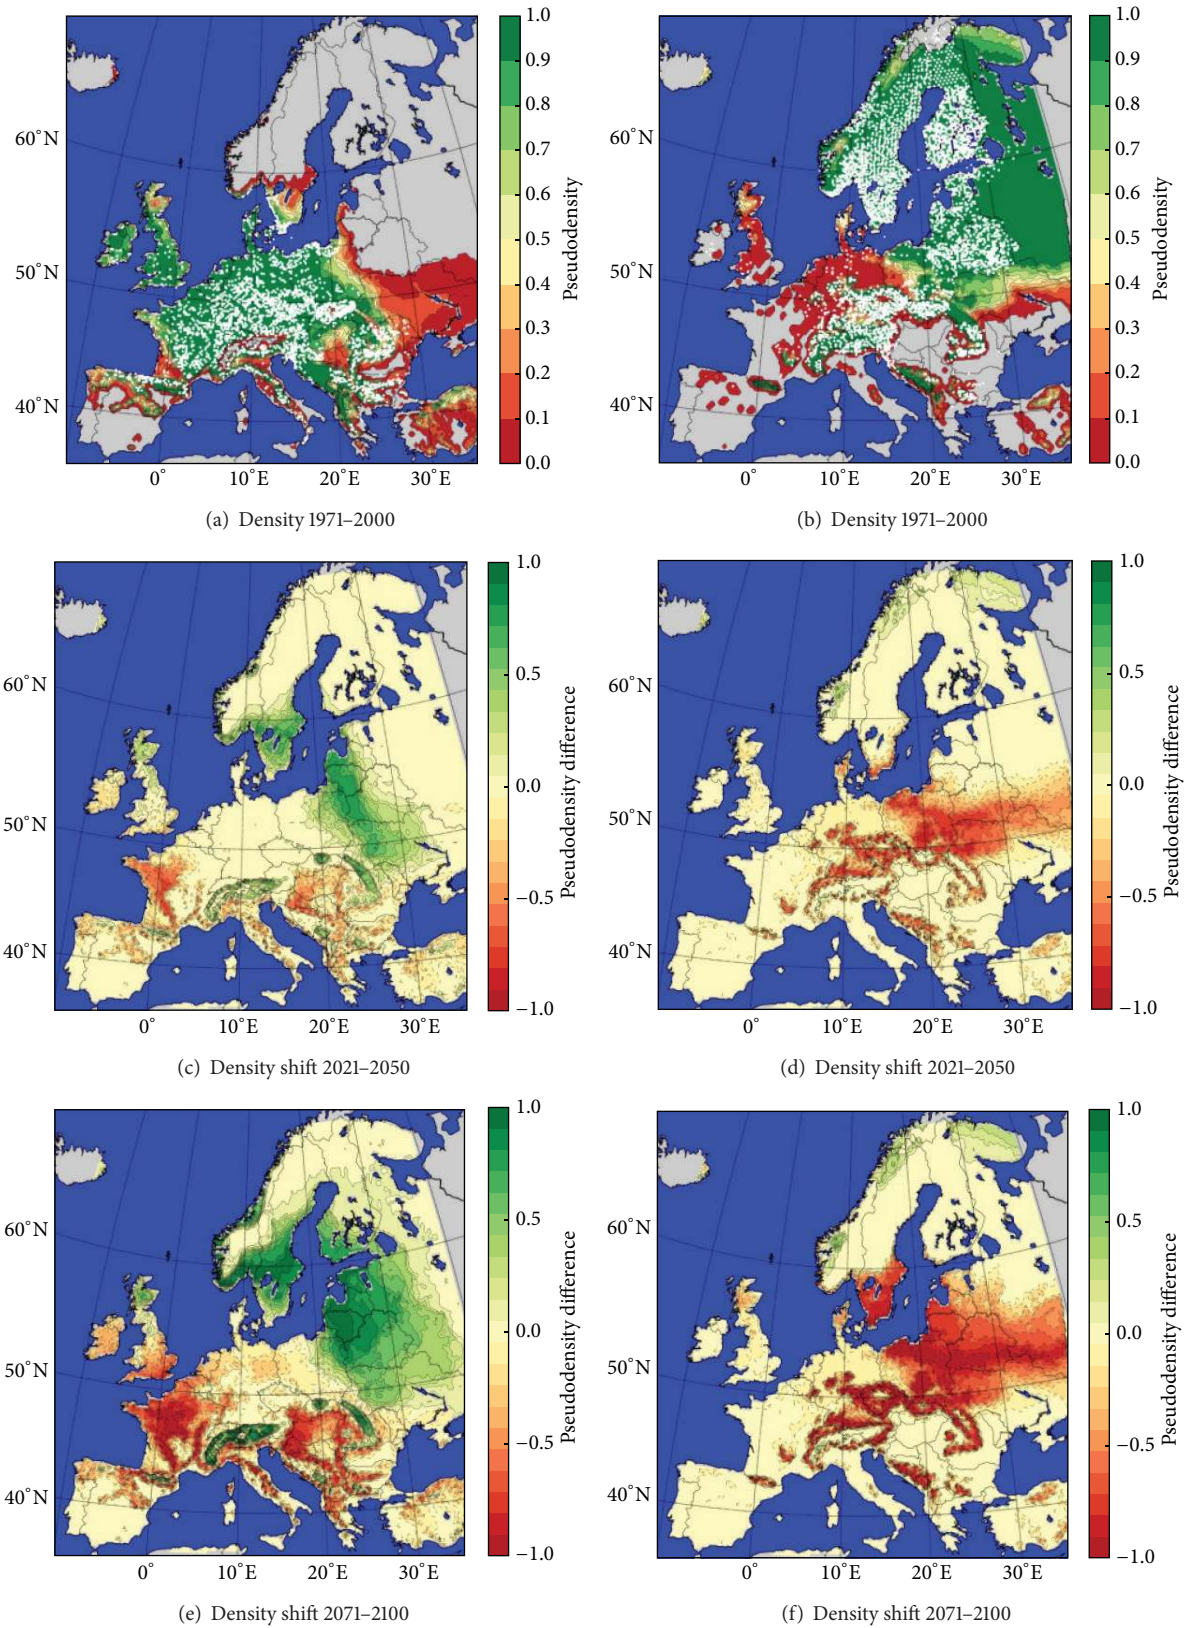 1.0
0.9
0.8
0.7
0.6
0.5
0.4
0.3
0.2
0.1
0.0
Pseudodensity
60°N
50°N
40°N
0°
10°E
20°E
30°E
(a) Density 1971–2000
1.0
0.9
0.8
0.7
0.6
0.5
0.4
0.3
0.2
0.1
0.0
Pseudodensity
60°N
50°N
40°N
0°
10°E
20°E
30°E
(b) Density 1971–2000
1.0
0.5
0.0
−0.5
−1.0
Pseudodensity difference
60°N
50°N
40°N
0°
10°E
20°E
30°E
(c) Density shift 2021–2050
1.0
0.5
0.0
−0.5
−1.0
Pseudodensity difference
60°N
50°N
40°N
0°
10°E
20°E
30°E
(d) Density shift 2021–2050
1.0
0.5
0.0
−0.5
−1.0
Pseudodensity difference
60°N
50°N
40°N
0°
10°E
20°E
30°E
(e) Density shift 2071–2100
1.0
0.5
0.0
−0.5
−1.0
Pseudodensity difference
60°N
50°N
40°N
0°
10°E
20°E
30°E
(f) Density shift 2071–2100